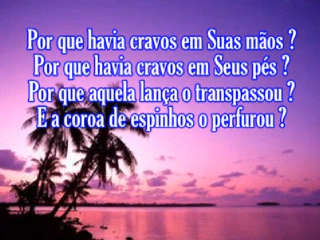 Por que havia cravos em Suas mãos ?
Por que havia cravos em Seus pés ?
Por que aquela lança o transpassou ?
E a coroa de espinhos o perfurou ?